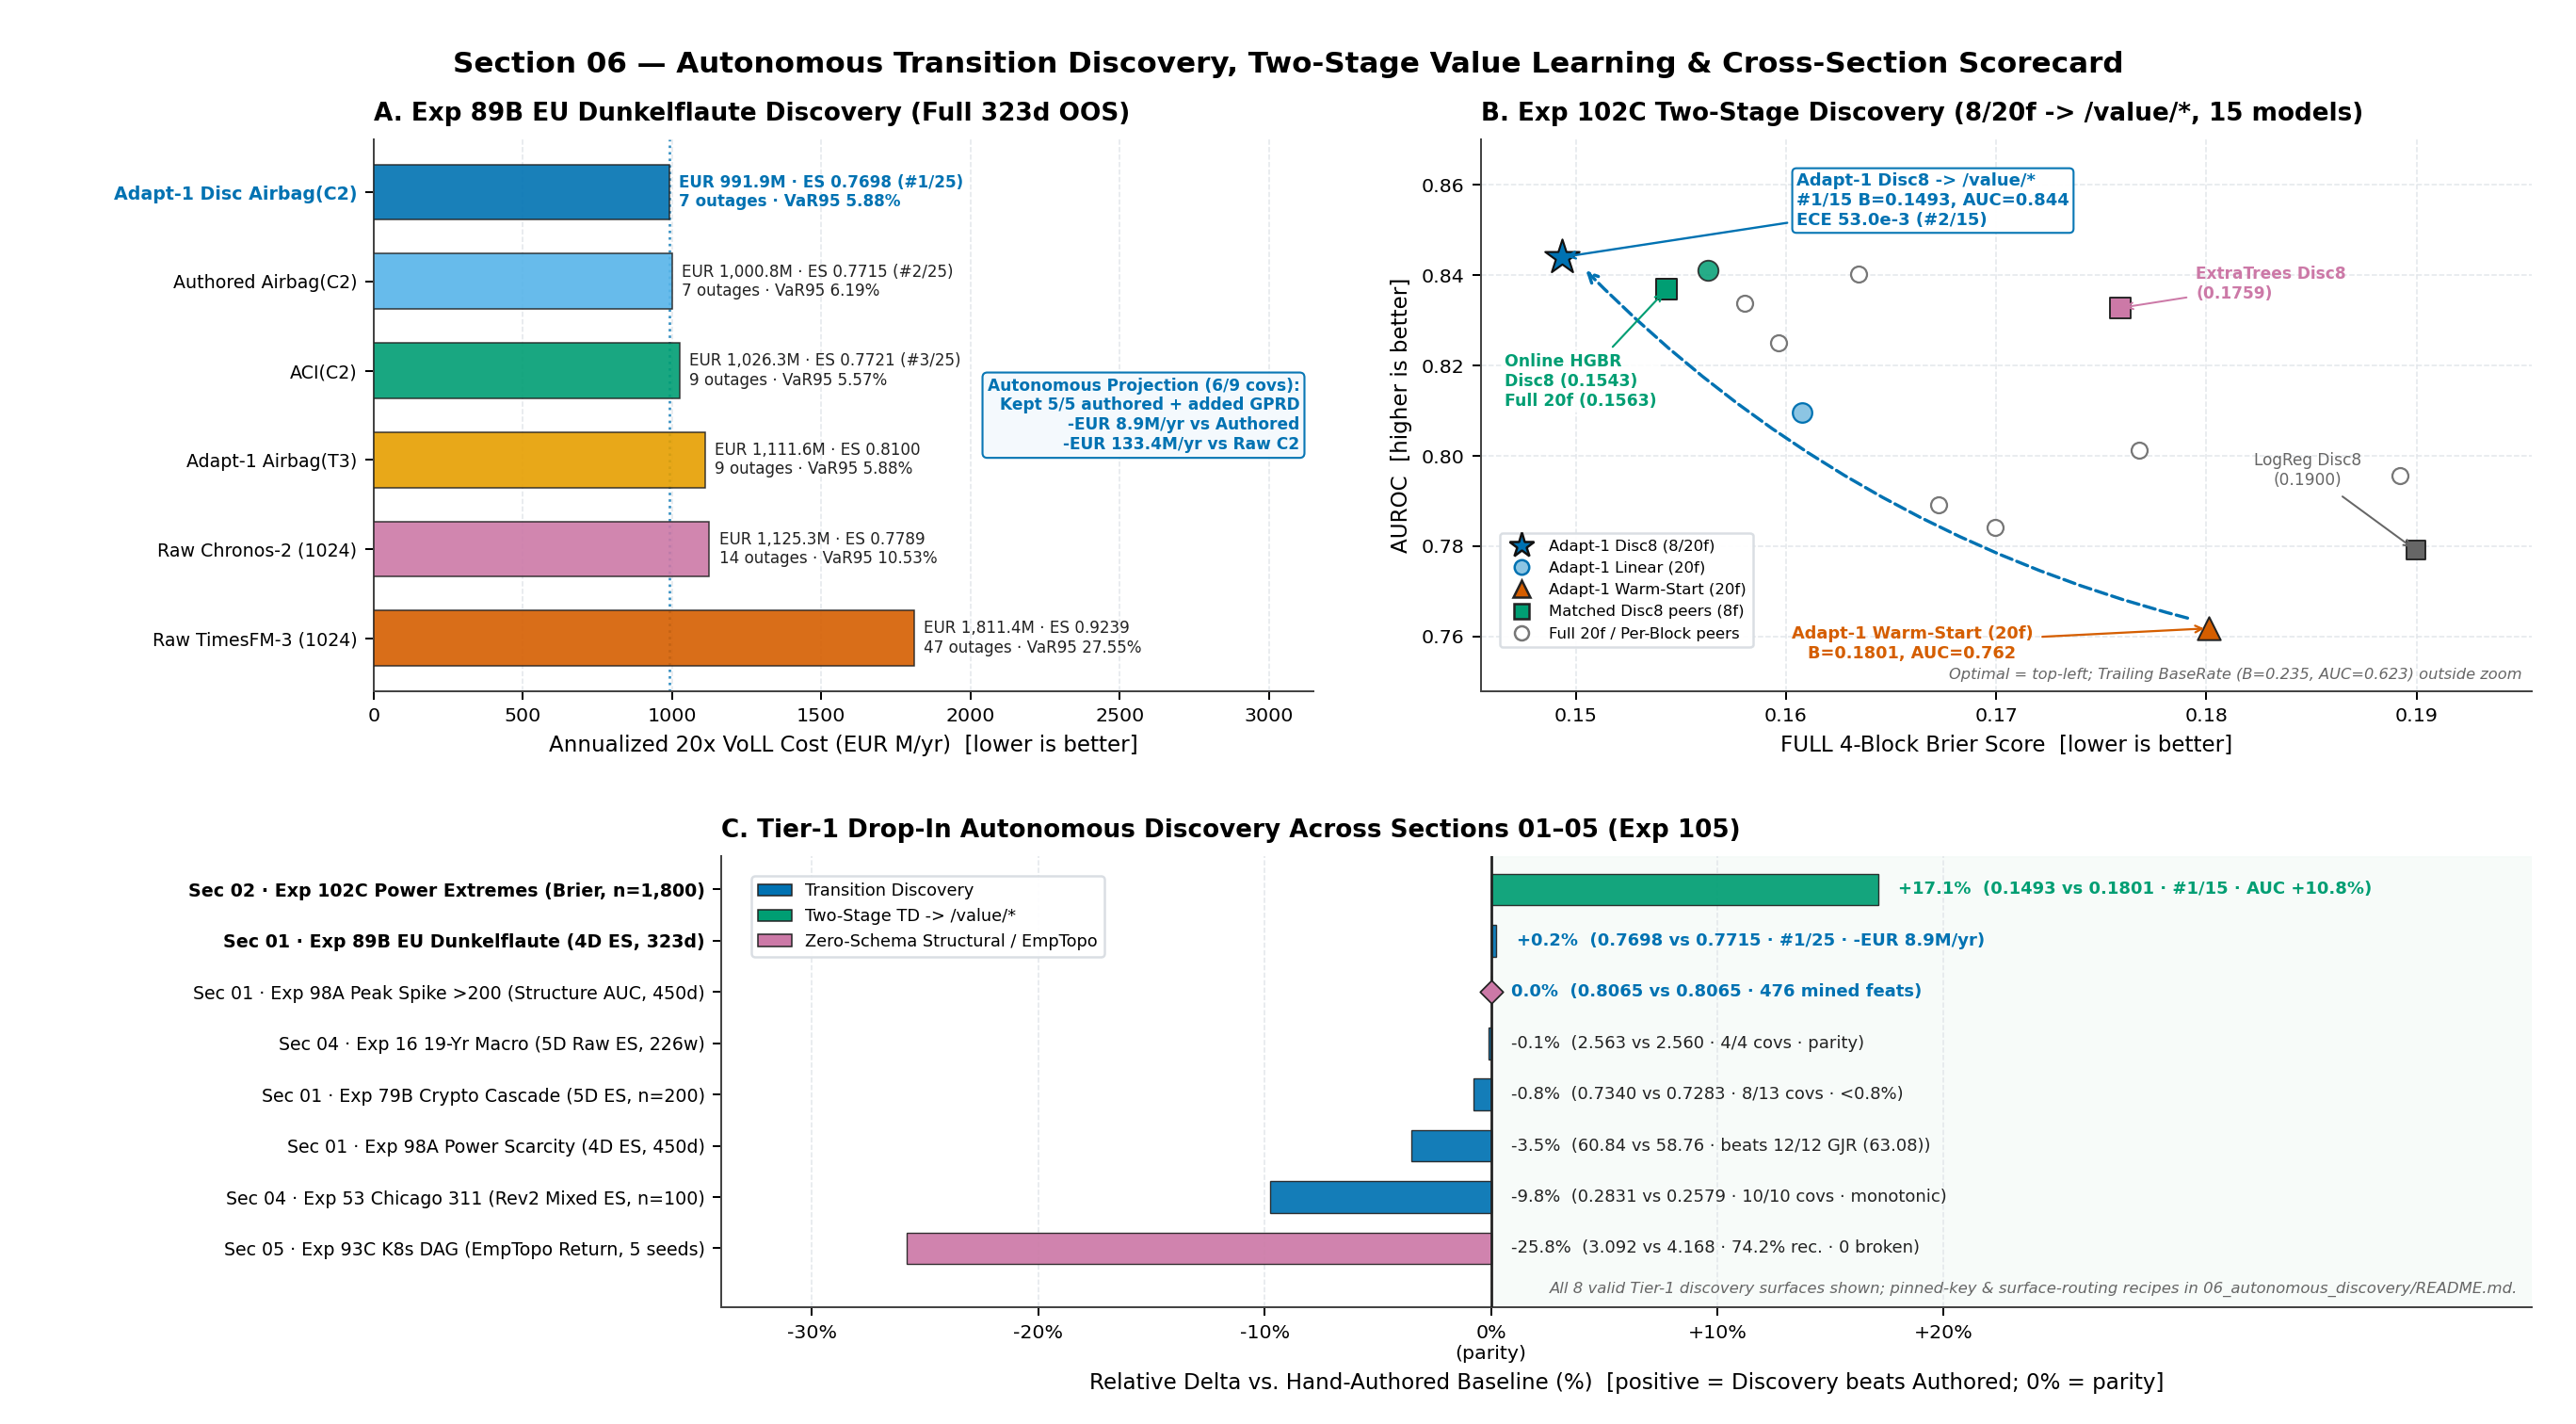 Section 06 — Autonomous Transition Discovery, Two-Stage Value Learning & Cross-Section Scorecard
A. Exp 89B EU Dunkelflaute Discovery (Full 323d OOS)
Adapt-1 Disc Airbag(C2)
EUR 991.9M · ES 0.7698 (#1/25)
7 outages · VaR95 5.88%
Authored Airbag(C2)
EUR 1,000.8M · ES 0.7715 (#2/25)
7 outages · VaR95 6.19%
ACI(C2)
EUR 1,026.3M · ES 0.7721 (#3/25)
9 outages · VaR95 5.57%
Autonomous Projection (6/9 covs):
Kept 5/5 authored + added GPRD
-EUR 8.9M/yr vs Authored
-EUR 133.4M/yr vs Raw C2
Adapt-1 Airbag(T3)
EUR 1,111.6M · ES 0.8100
9 outages · VaR95 5.88%
Raw Chronos-2 (1024)
EUR 1,125.3M · ES 0.7789
14 outages · VaR95 10.53%
Raw TimesFM-3 (1024)
EUR 1,811.4M · ES 0.9239
47 outages · VaR95 27.55%
0 500 1000 1500 2000 2500 3000
Annualized 20x VoLL Cost (EUR M/yr) [lower is better]
B. Exp 102C Two-Stage Discovery (8/20f -> /value/*, 15 models)
AUROC [higher is better]
0.86
0.84
0.82
0.80
0.78
0.76
Adapt-1 Disc8 -> /value/*
#1/15 B=0.1493, AUC=0.844
ECE 53.0e-3 (#2/15)
ExtraTrees Disc8
(0.1759)
Online HGBR
Disc8 (0.1543)
Full 20f (0.1563)
LogReg Disc8
(0.1900)
Adapt-1 Disc8 (8/20f)
Adapt-1 Linear (20f)
Adapt-1 Warm-Start (20f)
Matched Disc8 peers (8f)
Full 20f / Per-Block peers
Adapt-1 Warm-Start (20f)
B=0.1801, AUC=0.762
Optimal = top-left; Trailing BaseRate (B=0.235, AUC=0.623) outside zoom
0.15 0.16 0.17 0.18 0.19
FULL 4-Block Brier Score [lower is better]
C. Tier-1 Drop-In Autonomous Discovery Across Sections 01–05 (Exp 105)
Transition Discovery
Two-Stage TD -> /value/*
Zero-Schema Structural / EmpTopo
Sec 02 · Exp 102C Power Extremes (Brier, n=1,800)
+17.1% (0.1493 vs 0.1801 · #1/15 · AUC +10.8%)
Sec 01 · Exp 89B EU Dunkelflaute (4D ES, 323d)
+0.2% (0.7698 vs 0.7715 · #1/25 · -EUR 8.9M/yr)
Sec 01 · Exp 98A Peak Spike >200 (Structure AUC, 450d)
0.0% (0.8065 vs 0.8065 · 476 mined feats)
Sec 04 · Exp 16 19-Yr Macro (5D Raw ES, 226w)
-0.1% (2.563 vs 2.560 · 4/4 covs · parity)
Sec 01 · Exp 79B Crypto Cascade (5D ES, n=200)
-0.8% (0.7340 vs 0.7283 · 8/13 covs · <0.8%)
Sec 01 · Exp 98A Power Scarcity (4D ES, 450d)
-3.5% (60.84 vs 58.76 · beats 12/12 GJR (63.08))
Sec 04 · Exp 53 Chicago 311 (Rev2 Mixed ES, n=100)
-9.8% (0.2831 vs 0.2579 · 10/10 covs · monotonic)
Sec 05 · Exp 93C K8s DAG (EmpTopo Return, 5 seeds)
-25.8% (3.092 vs 4.168 · 74.2% rec. · 0 broken)
All 8 valid Tier-1 discovery surfaces shown; pinned-key & surface-routing recipes in 06_autonomous_discovery/README.md.
-30% -20% -10% 0% +10% +20%
(parity)
Relative Delta vs. Hand-Authored Baseline (%) [positive = Discovery beats Authored; 0% = parity]